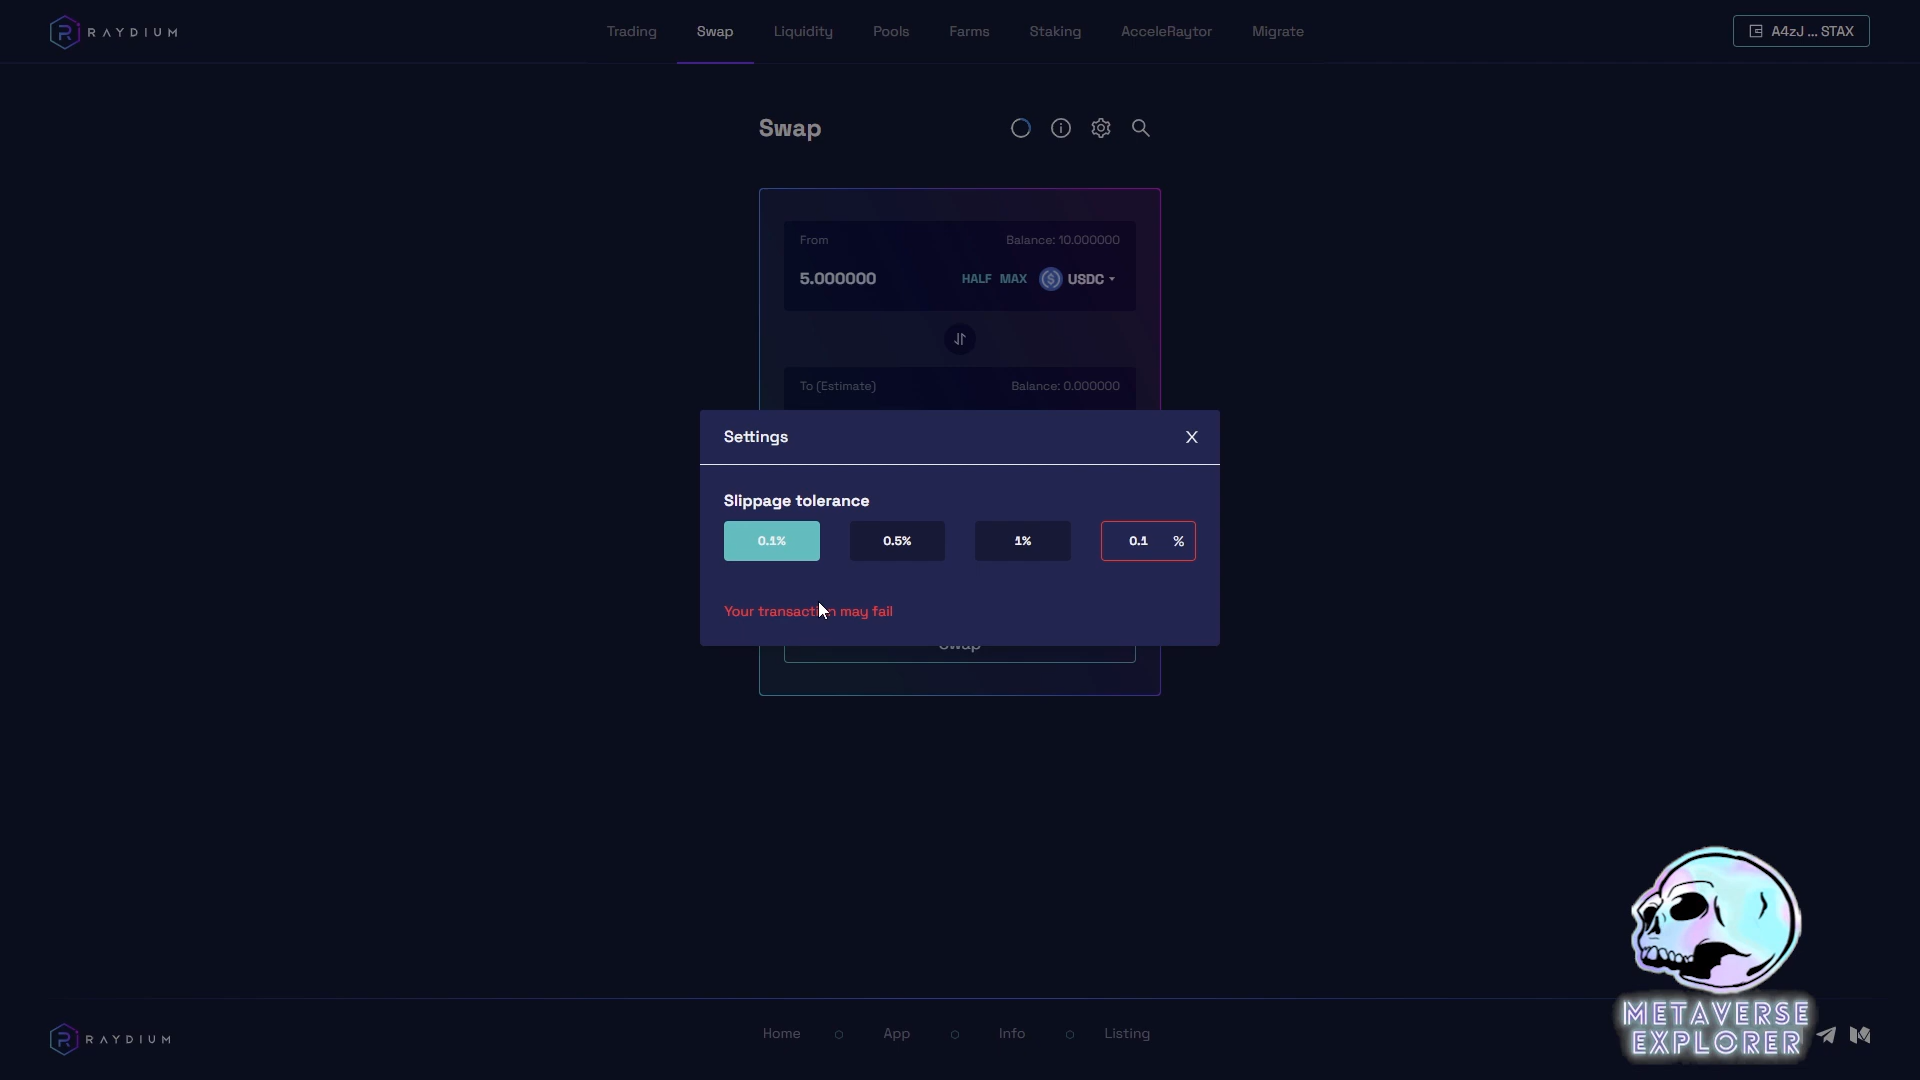 RAYDIUM
Trading
Swap
Liquidity
Pools
Farms
Staking
AcceleRaytor
Migrate
A4zJ ... STAX
Swap
From
Balance: 10.000000
5.000000
HALF MAX
USDC
To (Estimate)
Balance: 0.000000
Settings
X
Slippage tolerance
0.1%
0.5%
1%
0.1 %
Your transaction may fail
Swap
RAYDIUM
Home
App
Info
Listing
METAVERSE
EXPLORER